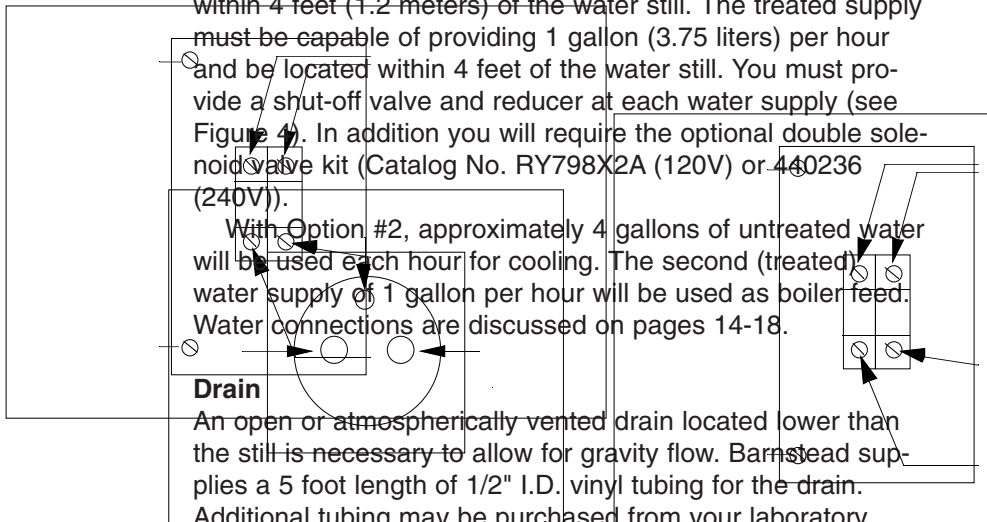 within 4 feet (1.2 meters) of the water still. The treated supply
must be capable of providing 1 gallon (3.75 liters) per hour
and be located within 4 feet of the water still. You must pro-
vide a shut-off valve and reducer at each water supply (see
Figure 4). In addition you will require the optional double sole-
noid valve kit (Catalog No. RY798X2A (120V) or 440236
(240V)).
With Option #2, approximately 4 gallons of untreated water
will be used each hour for cooling. The second (treated)
water supply of 1 gallon per hour will be used as boiler feed.
Water connections are discussed on pages 14-18.
Drain
An open or atmospherically vented drain located lower than
the still is necessary to allow for gravity flow. Barnstead sup-
plies a 5 foot length of 1/2" I.D. vinyl tubing for the drain.
Additional tubing may be purchased from your laboratory